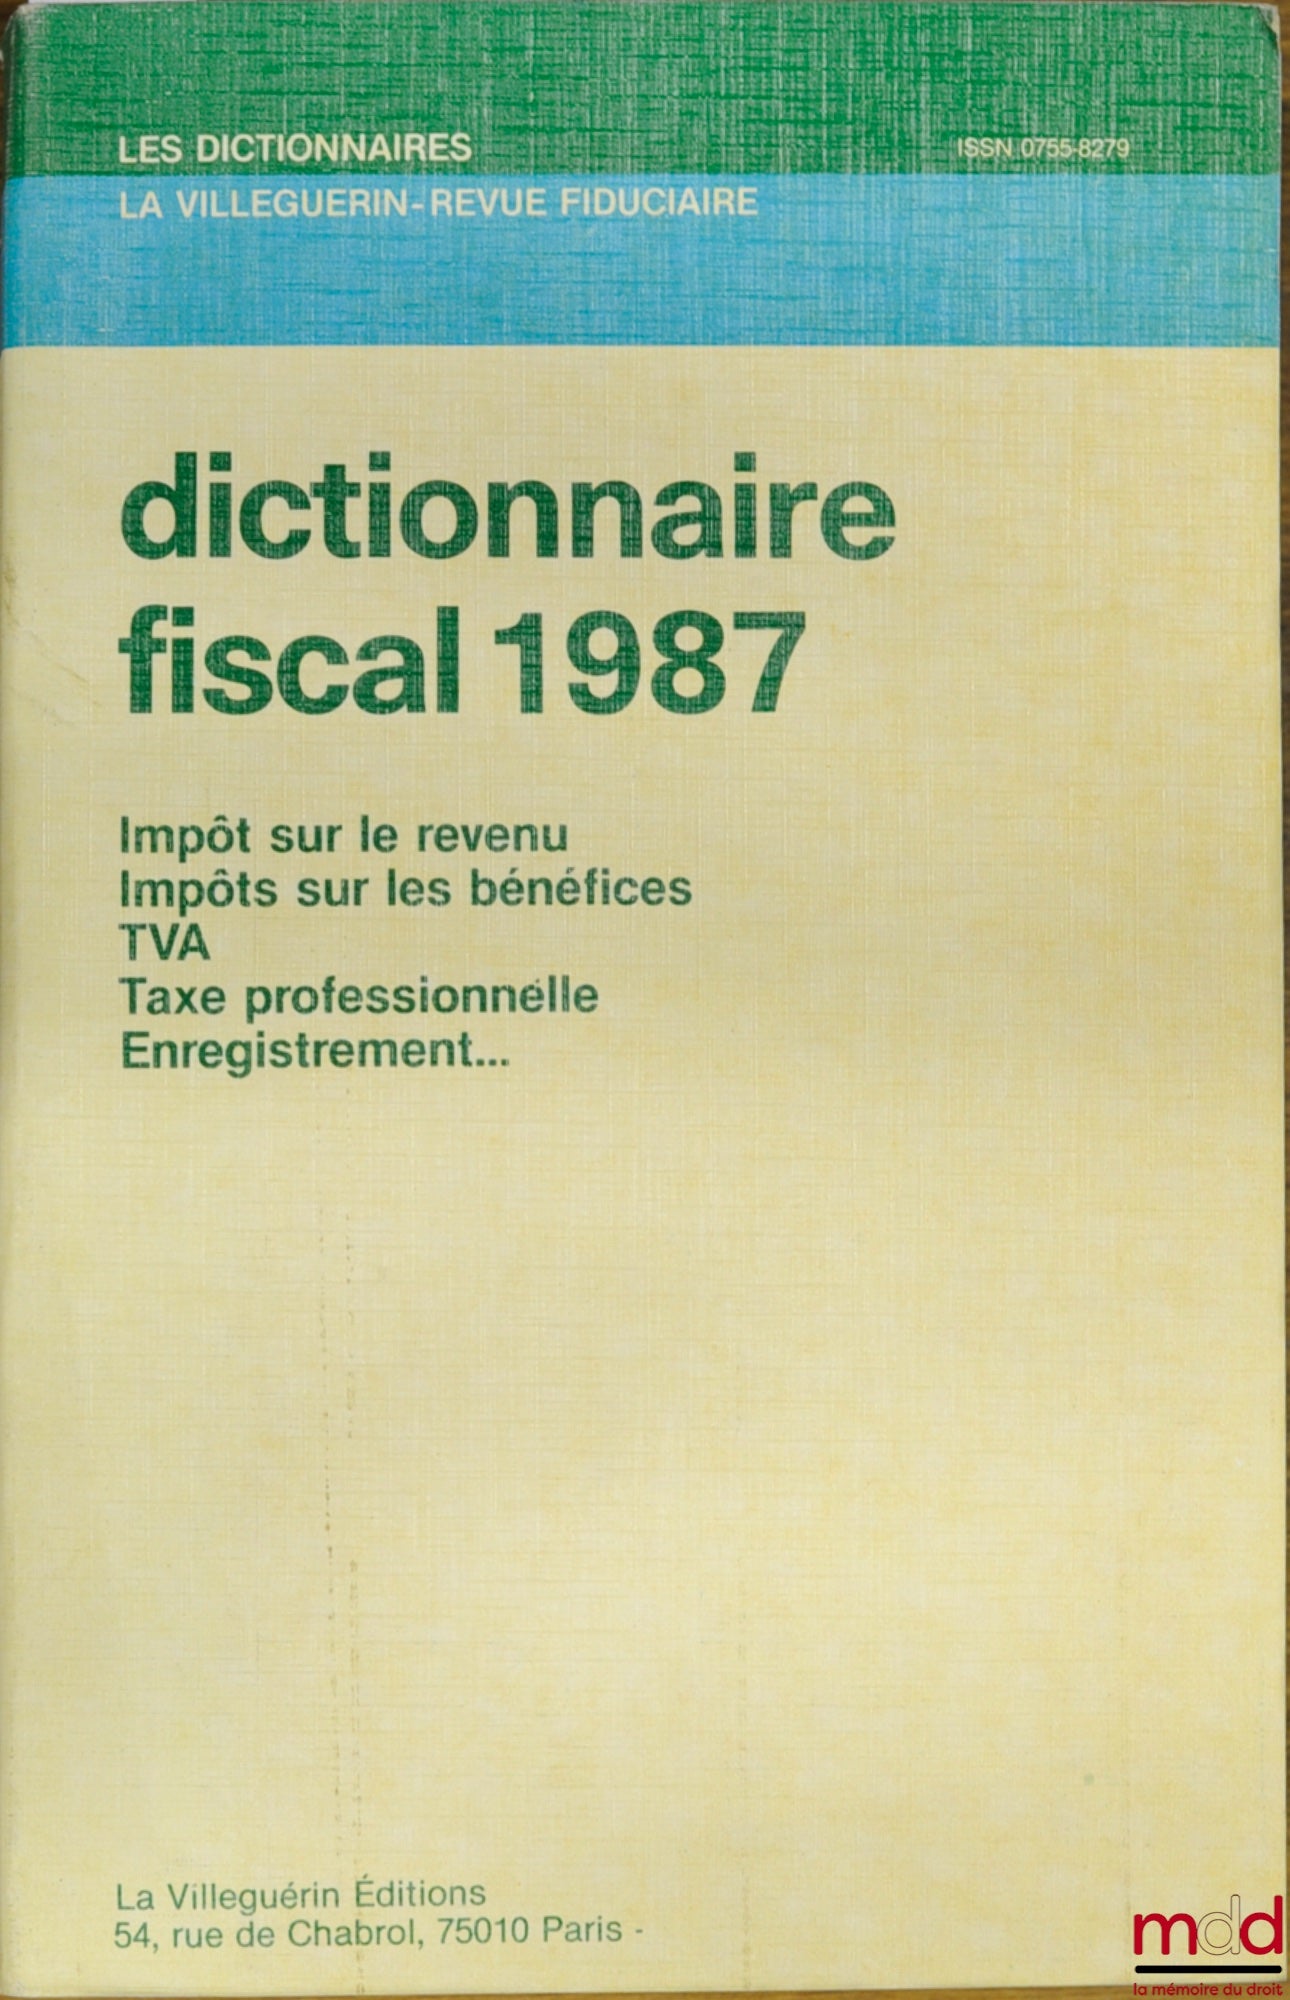 LES DICTIONNAIRES
ISSN 0755-8279
LA VILLEGUERIN-REVUE FIDUCIAIRE
dictionnaire
fiscal 1987
Impôt sur le revenu
Impôts sur les bénéfices
TVA
Taxe professionnelle
Enregistrement...
La Villeguérin Éditions
54, rue de Chabrol, 75010 Paris -
mdd
la mémoire du droit